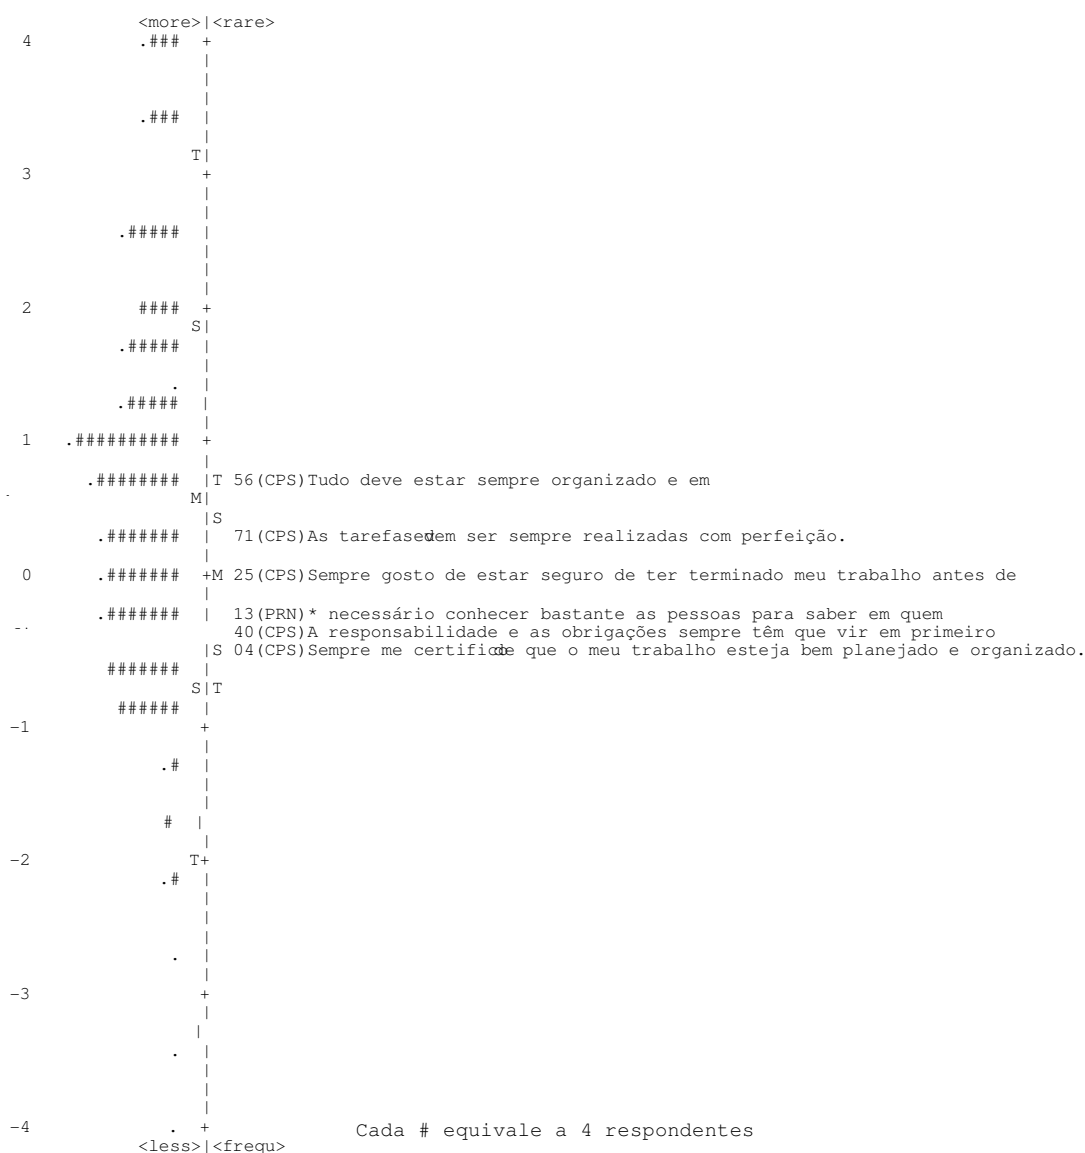 <more>|<rare>
4 .### +
|
|
|
.### |
|
T|
3 +
|
|
.##### |
|
|
|
2 #### +
S|
.##### |
|
. |
.##### |
|
1 .########## +
|
.######## |T 56(CPS)Tudo deve estar sempre organizado e em
M|
|S
.####### | 71(CPS)As tarefas devem ser sempre realizadas com perfeição.
|
0 .####### +M 25(CPS)Sempre gosto de estar seguro de ter terminado meu trabalho antes de
|
.####### | 13(PRN)* necessário conhecer bastante as pessoas para saber em quem
40(CPS)A responsabilidade e as obrigações sempre têm que vir em primeiro
|S 04(CPS)Sempre me certifico de que o meu trabalho esteja bem planejado e organizado.
####### |
S|T
###### |
-1 +
|
.# |
|
|
# |
|
-2 T+
.# |
|
|
|
. |
|
-3 +
|
|
. |
|
|
|
-4 . + Cada # equivale a 4 respondentes
<less>|<frequ>